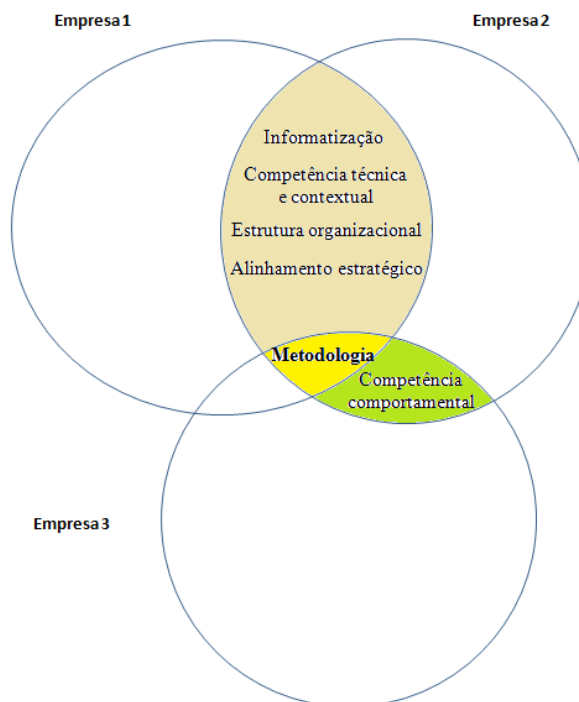 Empresa 1
Empresa 2
Informatização
Competência técnica
e contextual
Estrutura organizacional
Alinhamento estratégico
Metodologia
Competência
comportamental
Empresa 3